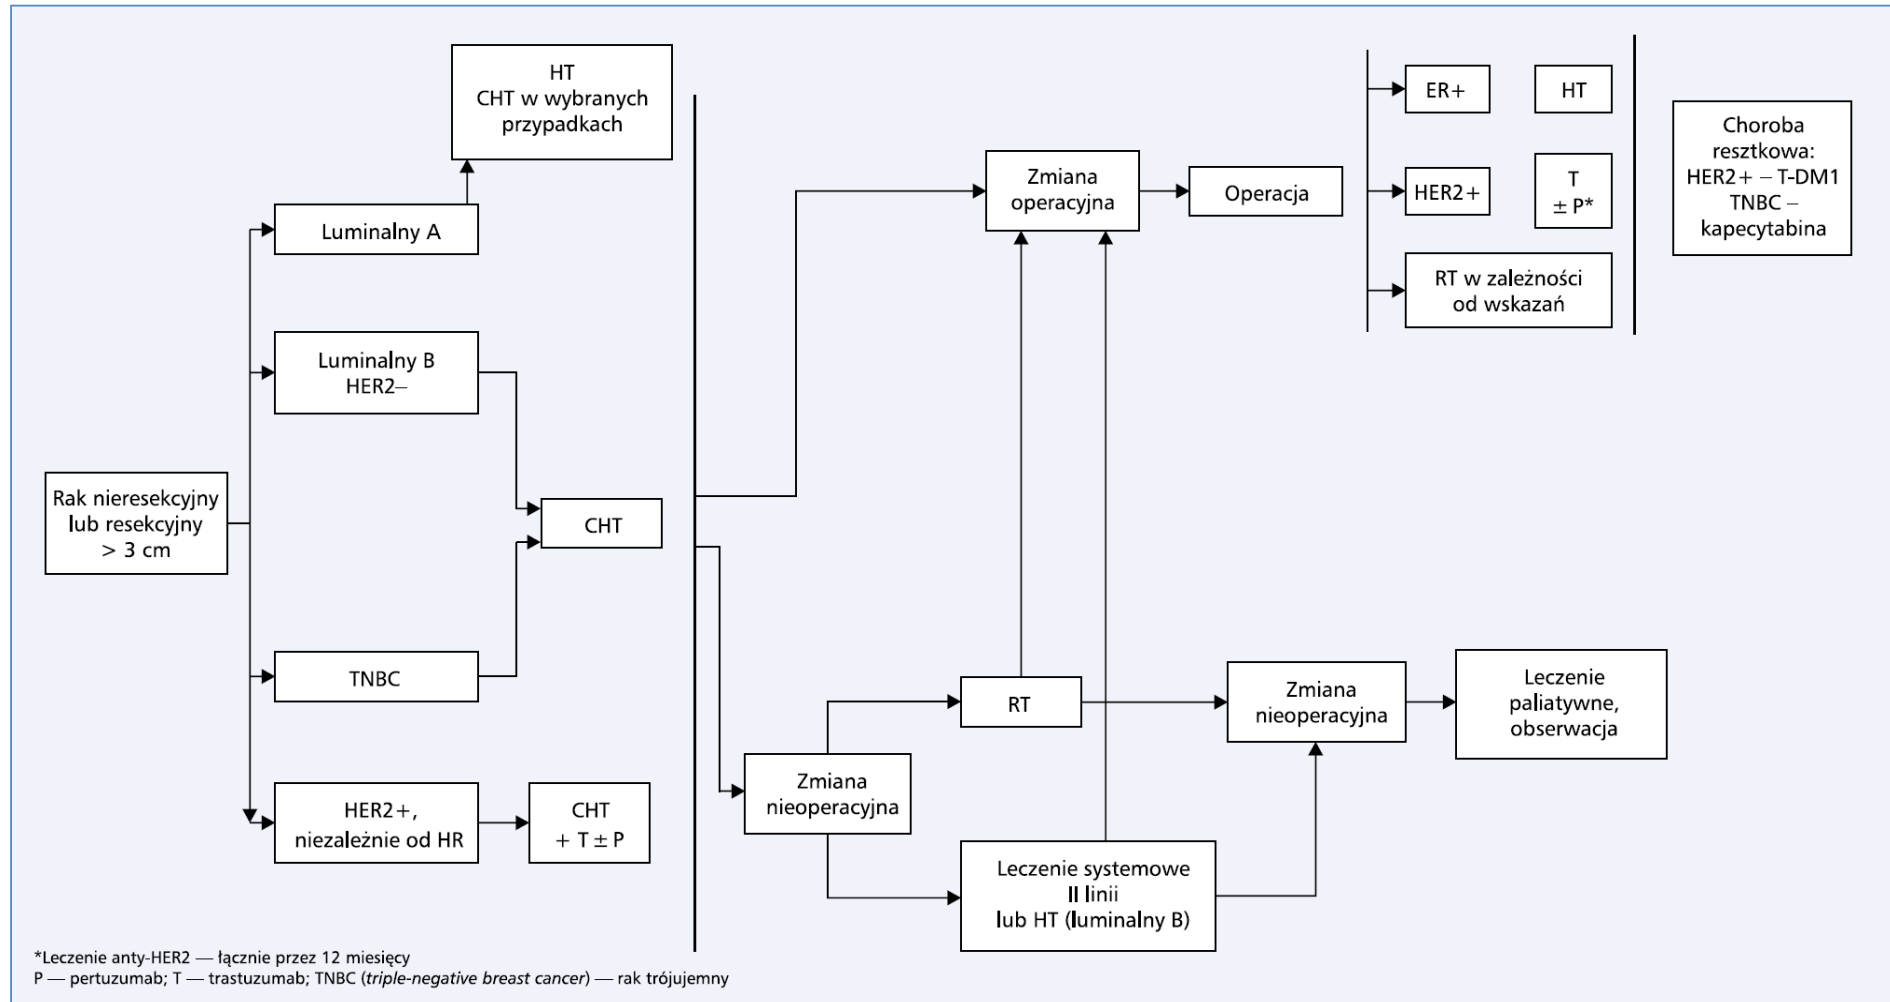 HT
CHT w wybranych
przypadkach
Luminalny A
Luminalny B
HER2–
Rak nieresekcyjny
lub resekcyjny
> 3 cm
CHT
TNBC
HER2+,
niezależnie od HR
CHT
+ T ± P
Zmiana
operacyjna
Operacja
ER+
HT
HER2+
T
± P*
RT w zależności
od wskazań
Choroba
resztkowa:
HER2+ – T-DM1
TNBC –
kapecytabina
Zmiana
nieoperacyjna
RT
Leczenie systemowe
II linii
lub HT (luminalny B)
Zmiana
nieoperacyjna
Leczenie
paliatywne,
obserwacja
*Leczenie anty-HER2 — łącznie przez 12 miesięcy
P — pertuzumab; T — trastuzumab; TNBC (triple-negative breast cancer) — rak trójujemny